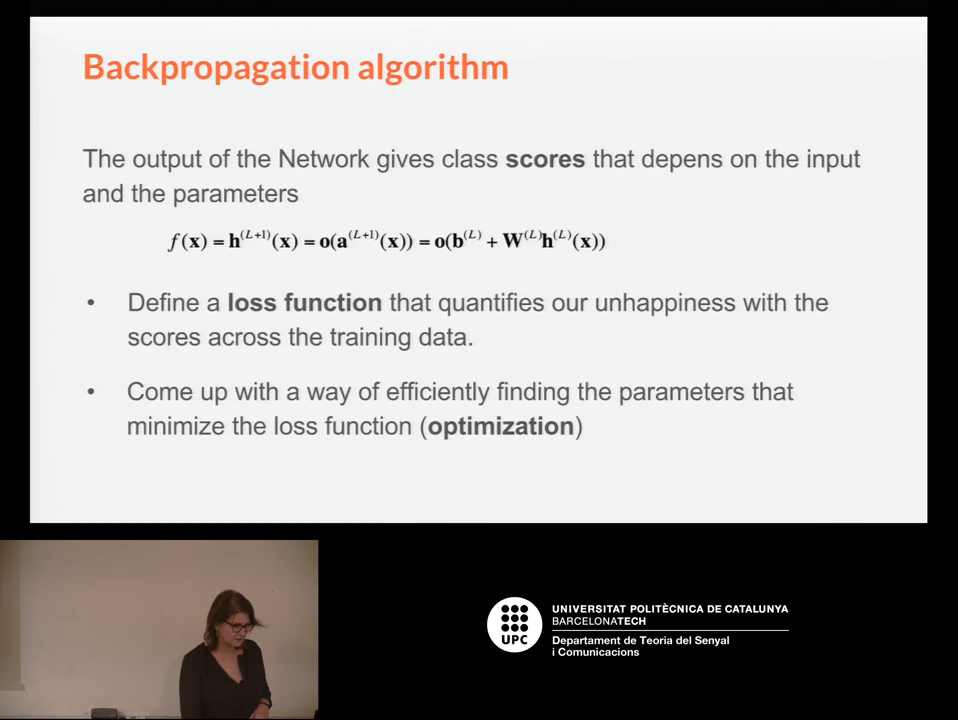 Backpropagation algorithm
The output of the Network gives class scores that depens on the input
and the parameters
f(x) = h^(L+1)(x) = o(a^(L+1)(x)) = o(b^(L) + W^(L)h^(L)(x))
• Define a loss function that quantifies our unhappiness with the
scores across the training data.
• Come up with a way of efficiently finding the parameters that
minimize the loss function (optimization)
UPC
UNIVERSITAT POLITÈCNICA DE CATALUNYA
BARCELONATECH
Departament de Teoria del Senyal
i Comunicacions